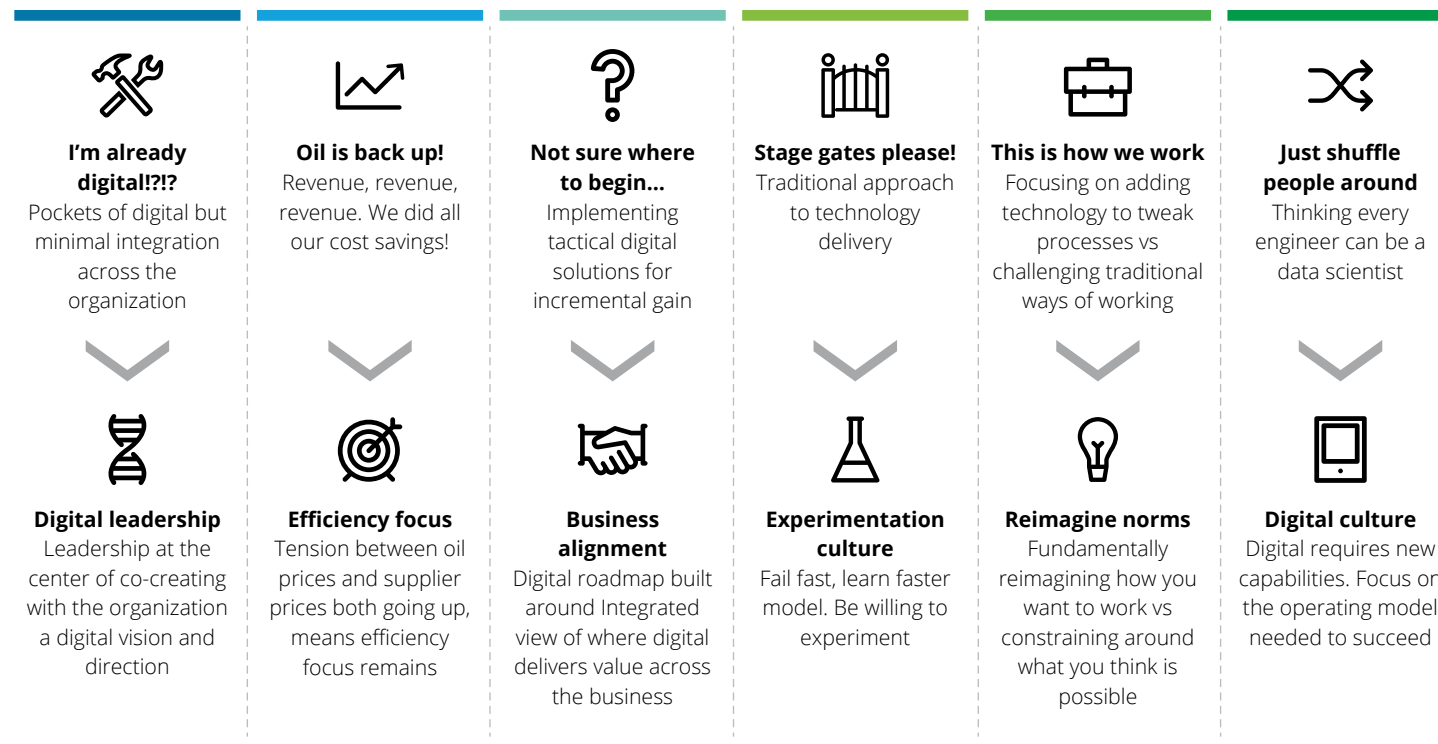 I’m already
digital!?!?
Pockets of digital but
minimal integration
across the
organization
Oil is back up!
Revenue, revenue,
revenue. We did all
our cost savings!
Not sure where
to begin...
Implementing
tactical digital
solutions for
incremental gain
Stage gates please!
Traditional approach
to technology
delivery
This is how we work
Focusing on adding
technology to tweak
processes vs
challenging traditional
ways of working
Just shuffle
people around
Thinking every
engineer can be a
data scientist
Digital leadership
Leadership at the
center of co-creating
with the organization
a digital vision and
direction
Efficiency focus
Tension between oil
prices and supplier
prices both going up,
means efficiency
focus remains
Business
alignment
Digital roadmap built
around Integrated
view of where digital
delivers value across
the business
Experimentation
culture
Fail fast, learn faster
model. Be willing to
experiment
Reimagine norms
Fundamentally
reimagining how you
want to work vs
constraining around
what you think is
possible
Digital culture
Digital requires new
capabilities. Focus on
the operating model
needed to succeed